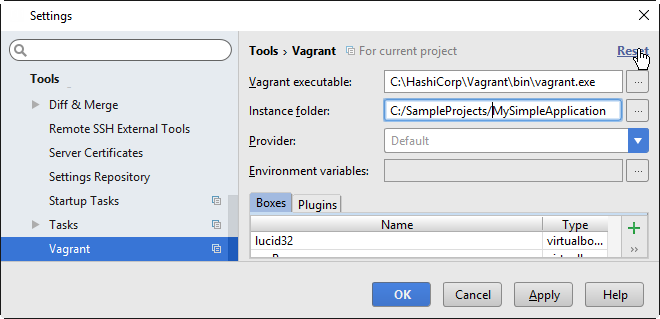 Settings
Tools › Vagrant For current project Reset
Tools
Diff & Merge
Remote SSH External Tools
Server Certificates
Settings Repository
Startup Tasks
Tasks
Vagrant
Vagrant executable: C:\HashiCorp\Vagrant\bin\vagrant.exe ...
Instance folder: C:/SampleProjects/MySimpleApplication ...
Provider: Default
Environment variables: ...
Boxes Plugins
Name Type
lucid32 virtualbo...
OK Cancel Apply Help